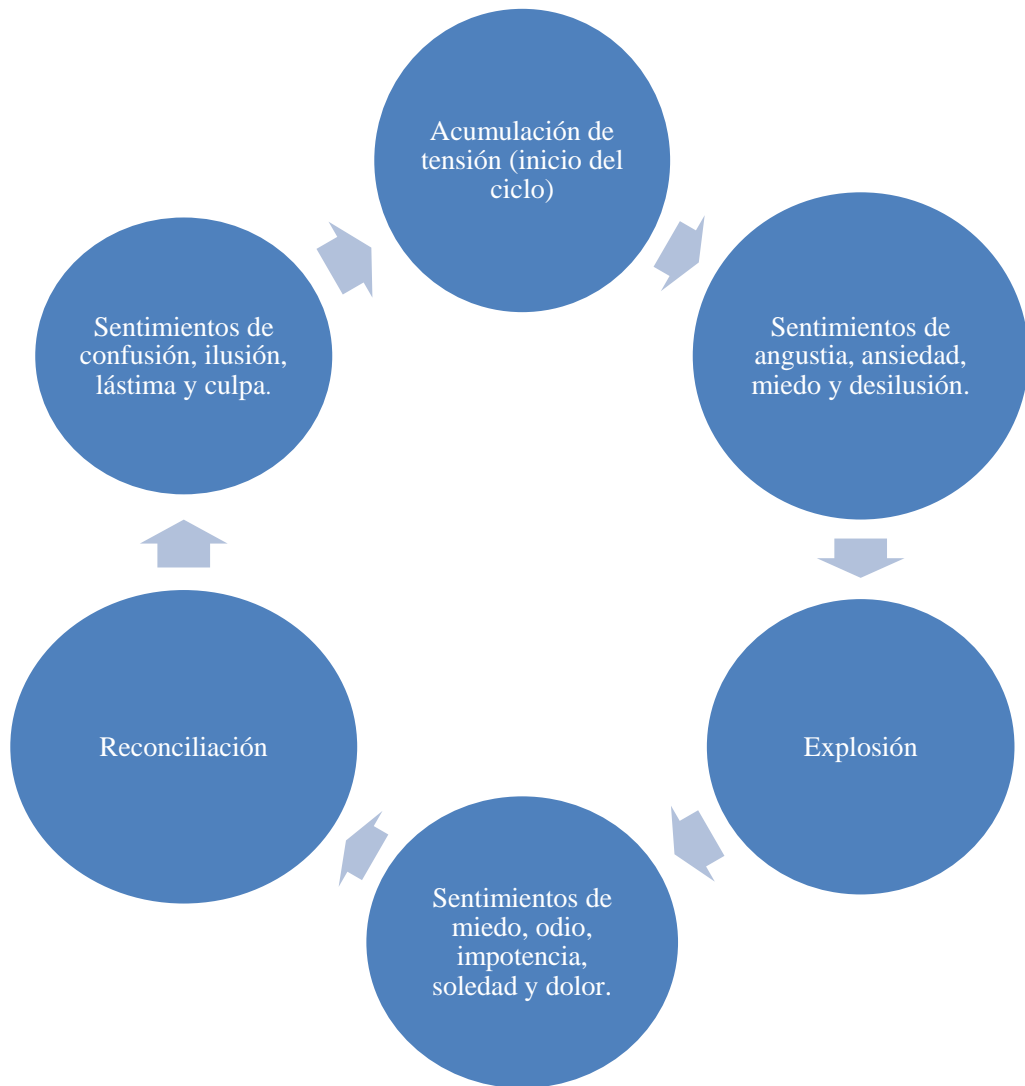 Acumulación de
tensión (inicio del
ciclo)
Sentimientos de
angustia, ansiedad,
miedo y desilusión.
Explosión
Sentimientos de
miedo, odio,
impotencia,
soledad y dolor.
Reconciliación
Sentimientos de
confusión, ilusión,
lástima y culpa.